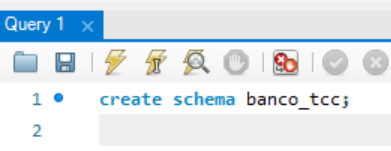 Query 1
1 create schema banco_tcc;
2